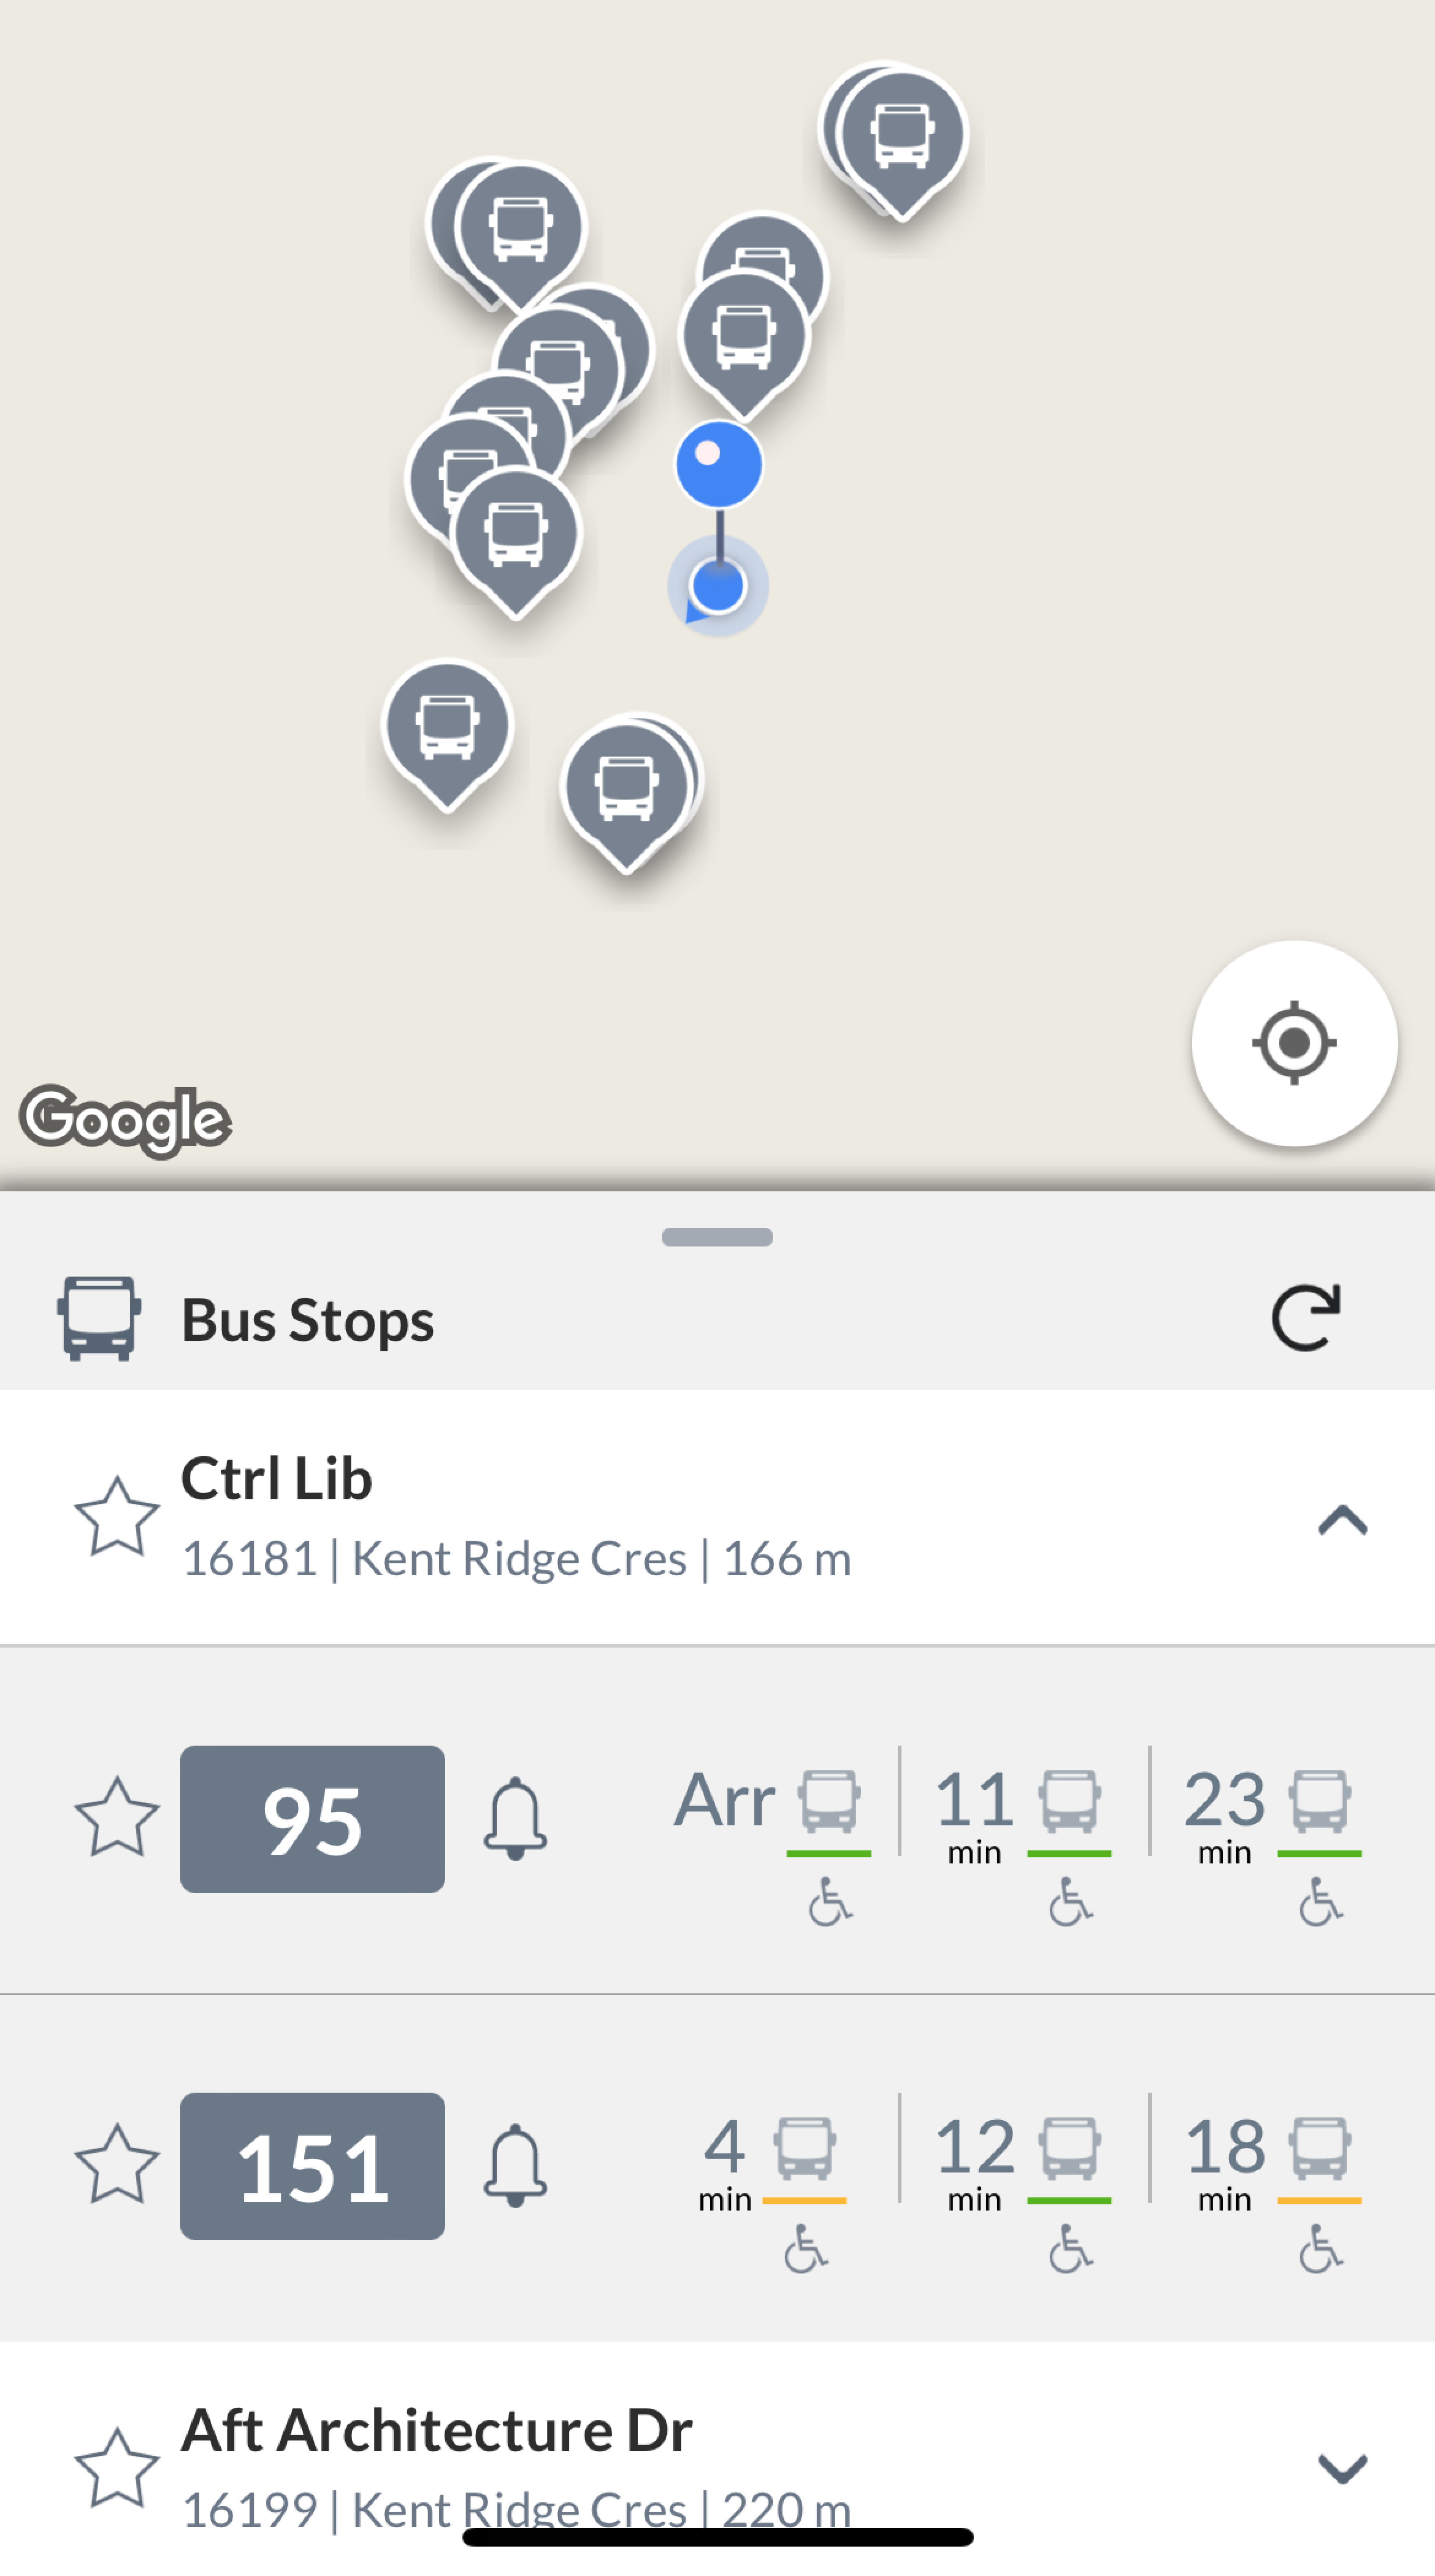 Google
Bus Stops
Ctrl Lib
16181 | Kent Ridge Cres | 166 m
95 Arr 11 min 23 min
151 4 min 12 min 18 min
Aft Architecture Dr
16199 | Kent Ridge Cres | 220 m